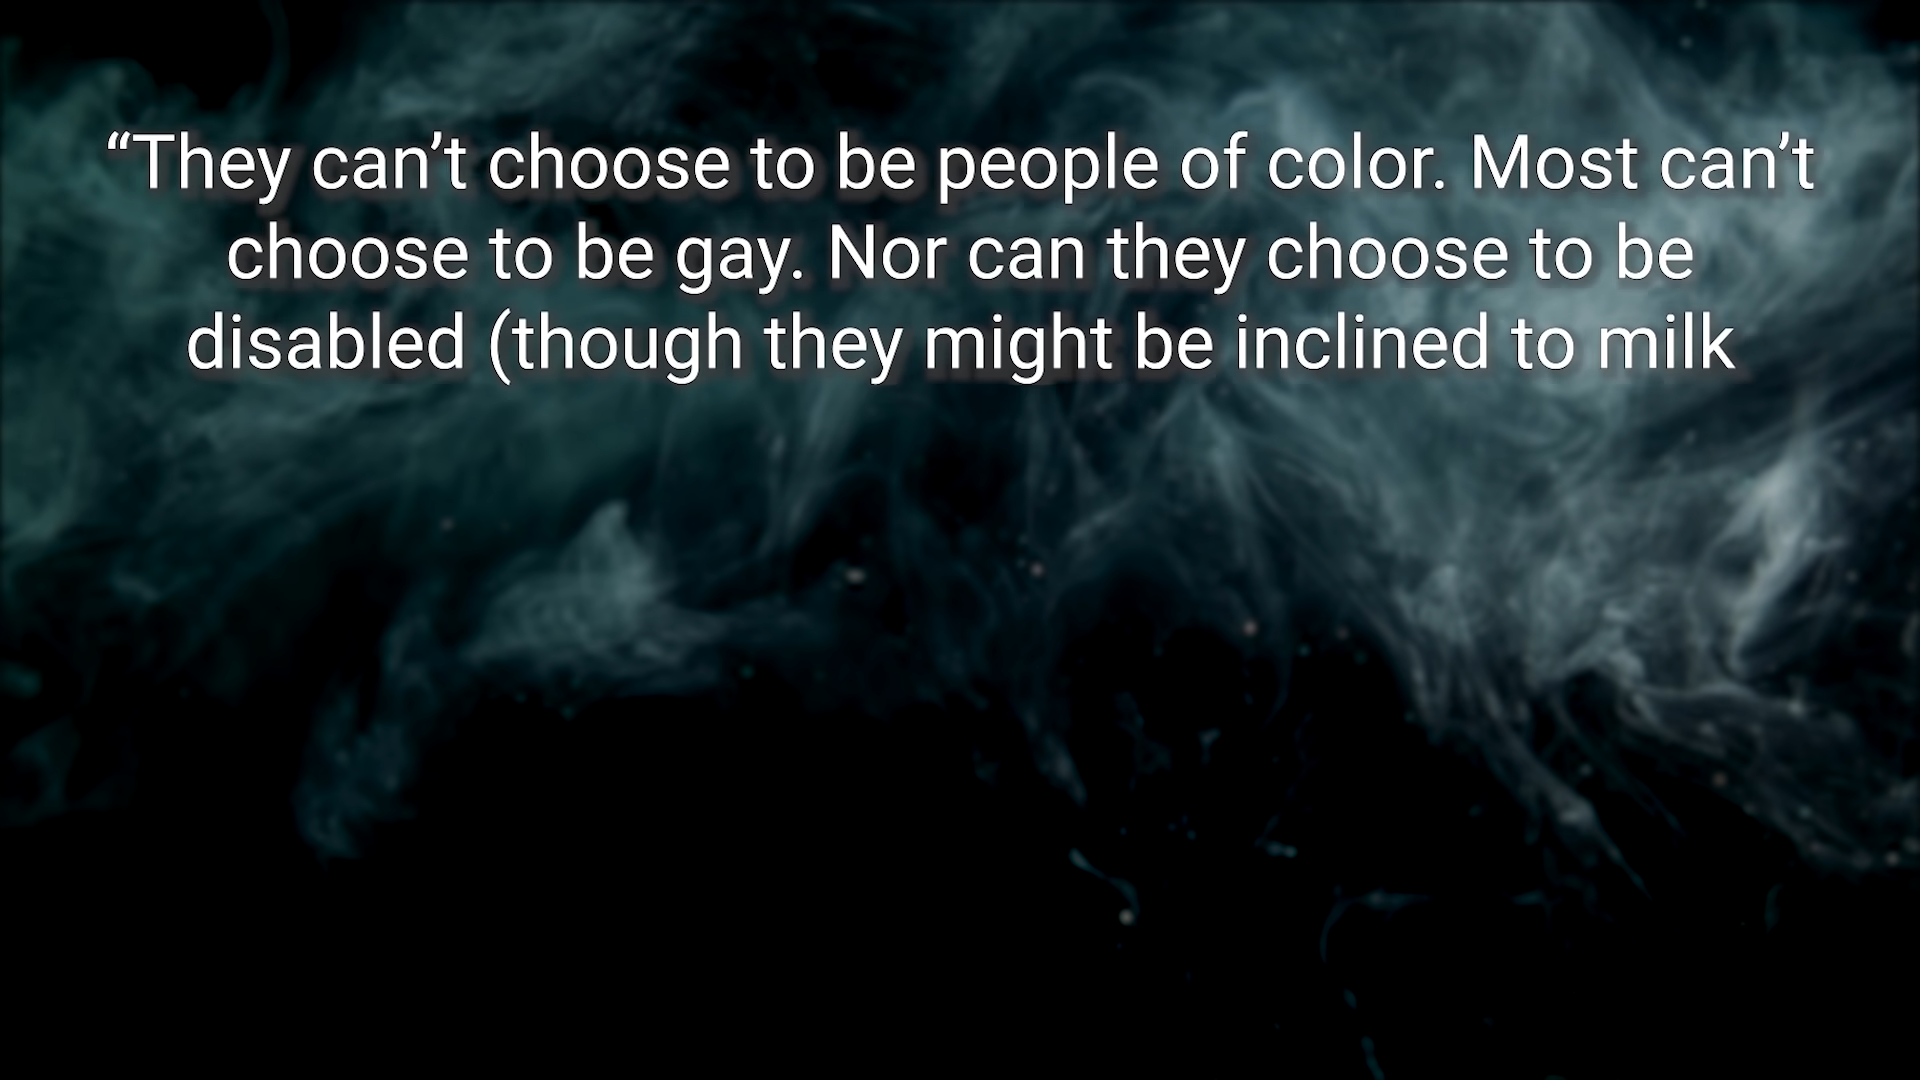 “They can’t choose to be people of color. Most can’t
choose to be gay. Nor can they choose to be
disabled (though they might be inclined to milk